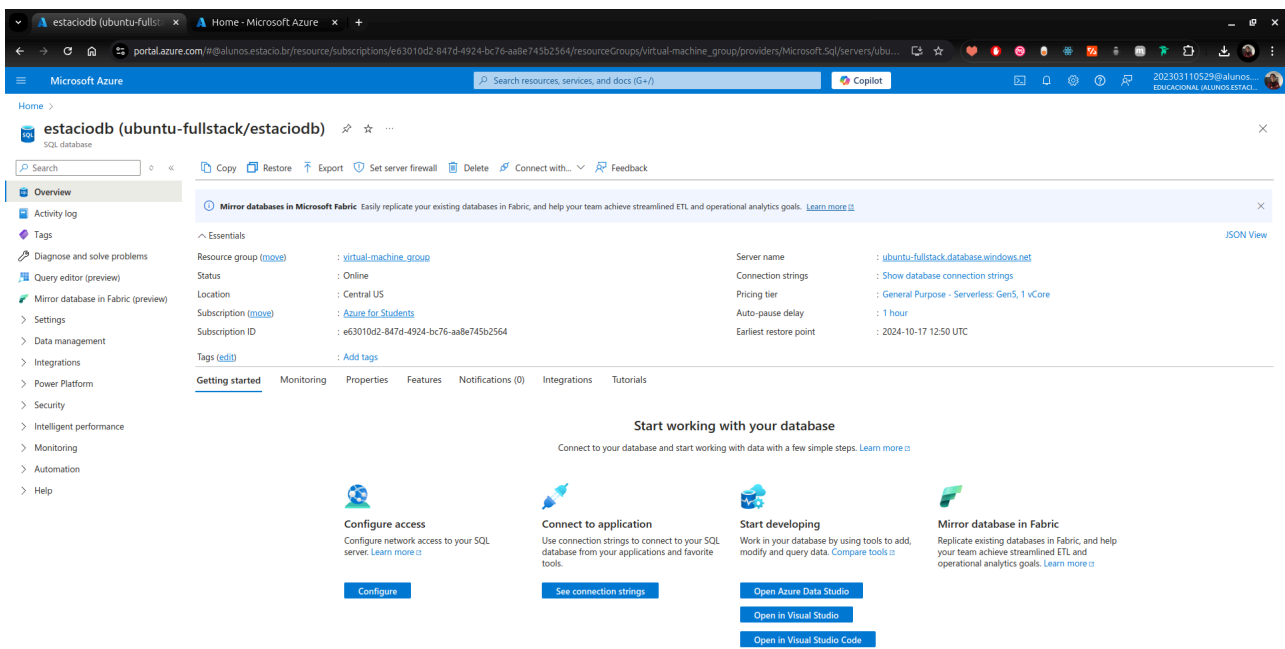 estaciodb (ubuntu-fullst
Home - Microsoft Azure
portal.azure.com/#@alunos.estacio.br/resource/subscriptions/e63010d2-847d-4924-bc76-aa8e745b2564/resourceGroups/virtual-machine_group/providers/Microsoft.Sql/servers/ubu...
Microsoft Azure
Search resources, services, and docs (G+/)
Copilot
202303110529@alunos....
EDUCACIONAL (ALUNOS.ESTACI...
Home >
estaciodb (ubuntu-fullstack/estaciodb) ...
SQL database
Search
Copy Restore Export Set server firewall Delete Connect with... Feedback
Overview
Activity log
Tags
Diagnose and solve problems
Query editor (preview)
Mirror database in Fabric (preview)
Settings
Data management
Integrations
Power Platform
Security
Intelligent performance
Monitoring
Automation
Help
Mirror databases in Microsoft Fabric Easily replicate your existing databases in Fabric, and help your team achieve streamlined ETL and operational analytics goals. Learn more
Essentials
JSON View
Resource group (move) : virtual-machine_group
Status : Online
Location : Central US
Subscription (move) : Azure for Students
Subscription ID : e63010d2-847d-4924-bc76-aa8e745b2564
Server name : ubuntu-fullstack.database.windows.net
Connection strings : Show database connection strings
Pricing tier : General Purpose - Serverless: Gen5, 1 vCore
Auto-pause delay : 1 hour
Earliest restore point : 2024-10-17 12:50 UTC
Tags (edit) : Add tags
Getting started Monitoring Properties Features Notifications (0) Integrations Tutorials
Start working with your database
Connect to your database and start working with data with a few simple steps. Learn more
Configure access
Configure network access to your SQL
server. Learn more
Configure
Connect to application
Use connection strings to connect to your SQL
database from your applications and favorite
tools.
See connection strings
Start developing
Work in your database by using tools to add,
modify and query data. Compare tools
Open Azure Data Studio
Open in Visual Studio
Open in Visual Studio Code
Mirror database in Fabric
Replicate existing databases in Fabric, and help
your team achieve streamlined ETL and
operational analytics goals. Learn more